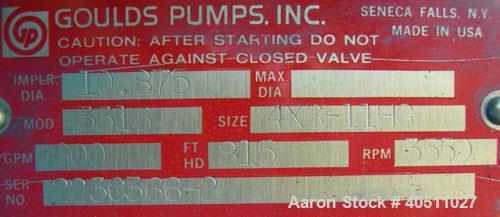 GOULDS PUMPS, INC.
SENECA FALLS, N.Y.
MADE IN USA
CAUTION: AFTER STARTING DO NOT
OPERATE AGAINST CLOSED VALVE
IMPLR. DIA. 10.875 MAX. DIA
MOD 3316 SIZE 4X6-11HG
GPM 800 FT HD 815 RPM 3550
SER NO.
Aaron Stock # 40511027